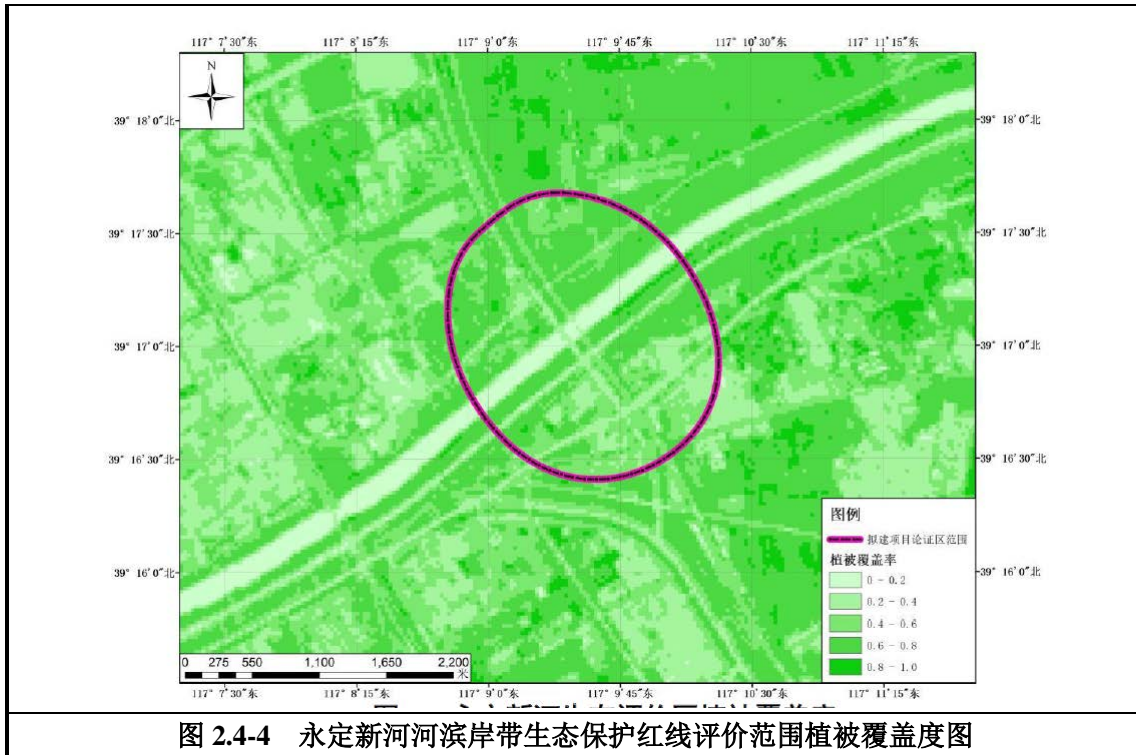 117° 7′30″东 117° 8′15″东 117° 9′0″东 117° 9′45″东 117° 10′30″东 117° 11′15″东
N
39° 18′0″北 39° 18′0″北
39° 17′30″北 39° 17′30″北
39° 17′0″北 39° 17′0″北
39° 16′30″北 39° 16′30″北
39° 16′0″北 39° 16′0″北
图例
拟建项目论证区范围
植被覆盖率
0 - 0.2
0.2 - 0.4
0.4 - 0.6
0.6 - 0.8
0.8 - 1.0
0 275 550 1,100 1,650 2,200
米
117° 7′30″东 117° 8′15″东 117° 9′0″东 117° 9′45″东 117° 10′30″东 117° 11′15″东
图 2.4-4 永定新河河滨岸带生态保护红线评价范围植被覆盖度图